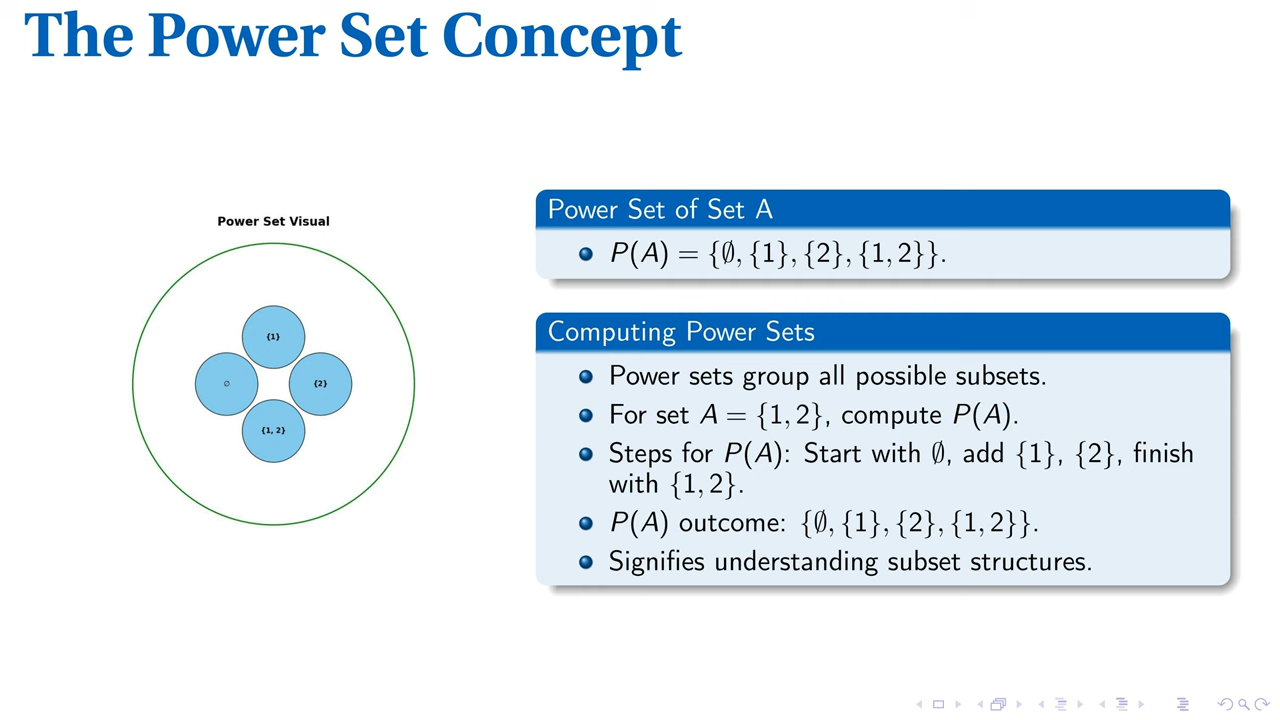 The Power Set Concept
Power Set Visual
{1}
∅
{2}
{1, 2}
Power Set of Set A
P(A) = {∅, {1}, {2}, {1, 2}}.
Computing Power Sets
Power sets group all possible subsets.
For set A = {1, 2}, compute P(A).
Steps for P(A): Start with ∅, add {1}, {2}, finish
with {1, 2}.
P(A) outcome: {∅, {1}, {2}, {1, 2}}.
Signifies understanding subset structures.